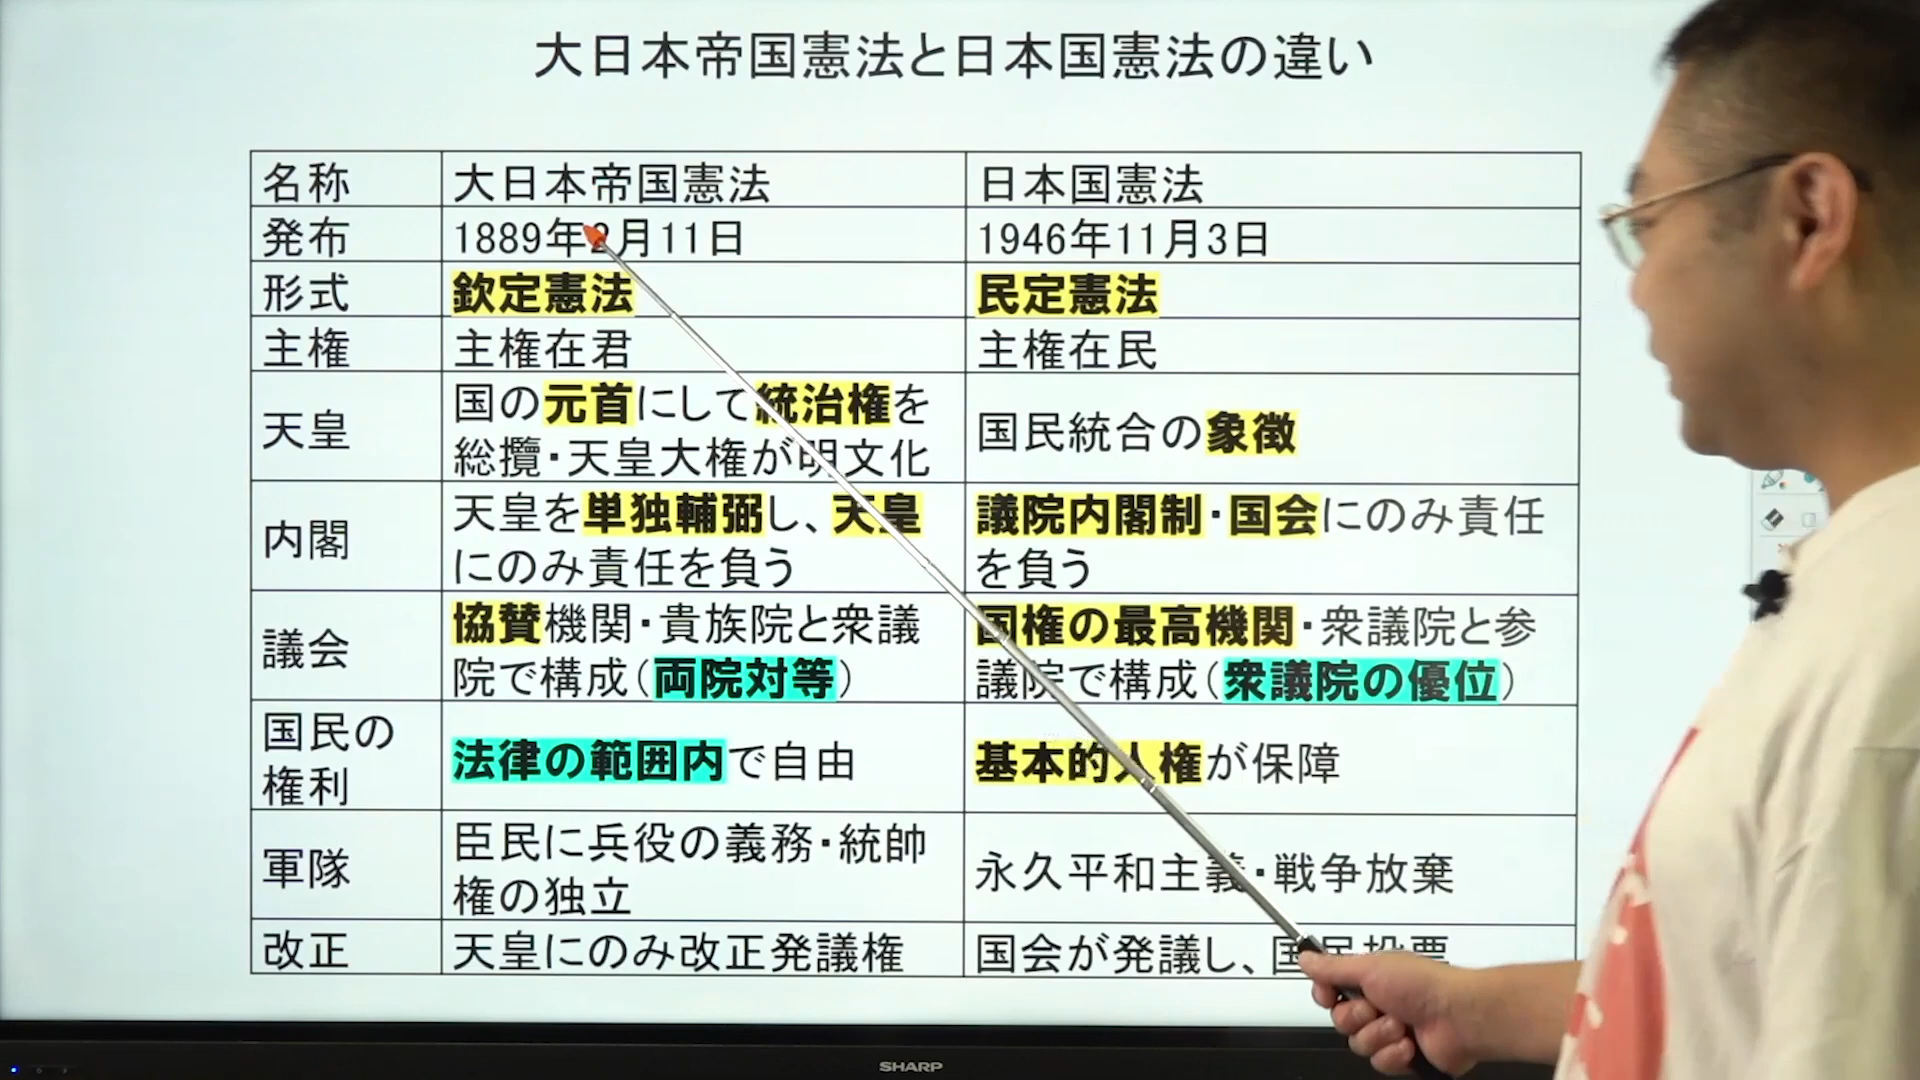 大日本帝国憲法と日本国憲法の違い
名称 大日本帝国憲法 日本国憲法
発布 1889年2月11日 1946年11月3日
形式 欽定憲法 民定憲法
主権 主権在君 主権在民
天皇
国の元首にして統治権を
総攬・天皇大権が明文化
国民統合の象徴
内閣
天皇を単独輔弼し、天皇
にのみ責任を負う
議院内閣制・国会にのみ責任
を負う
議会
協賛機関・貴族院と衆議
院で構成(両院対等)
国権の最高機関・衆議院と参
議院で構成(衆議院の優位)
国民の
権利
法律の範囲内で自由
基本的人権が保障
軍隊
臣民に兵役の義務・統帥
権の独立
永久平和主義・戦争放棄
改正 天皇にのみ改正発議権 国会が発議し、国民投票
SHARP